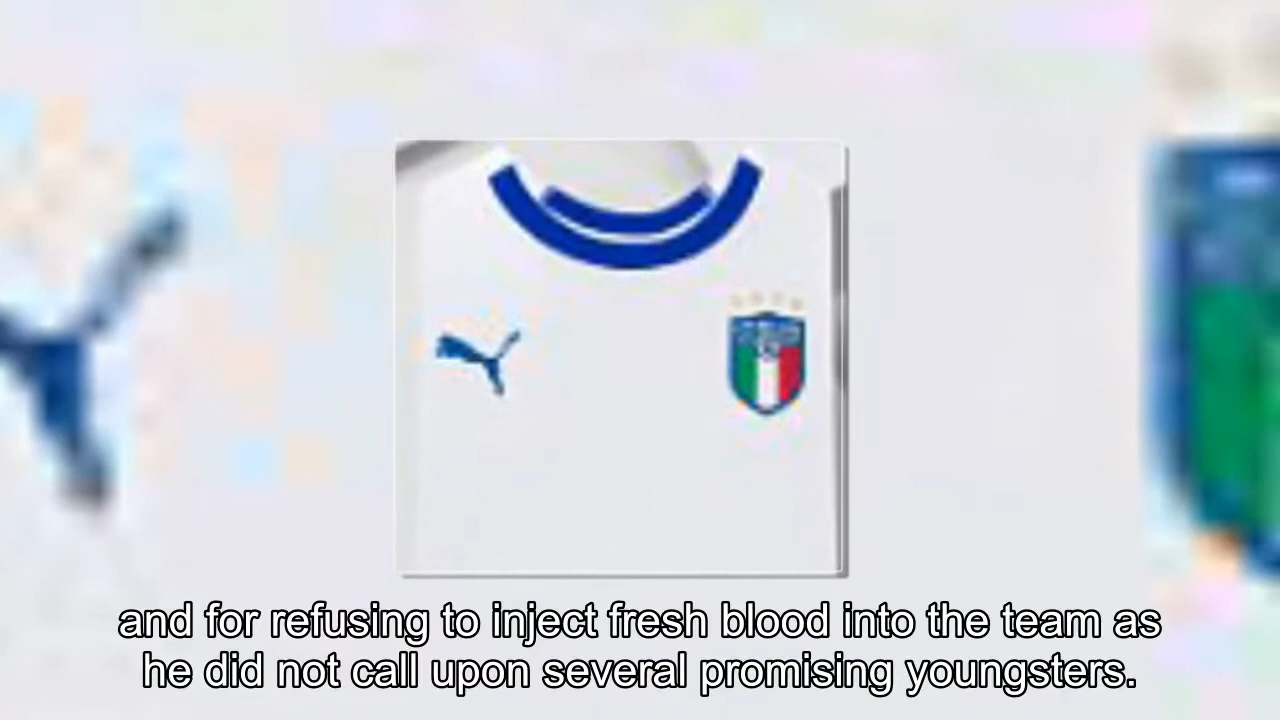 and for refusing to inject fresh blood into the team as
he did not call upon several promising youngsters.